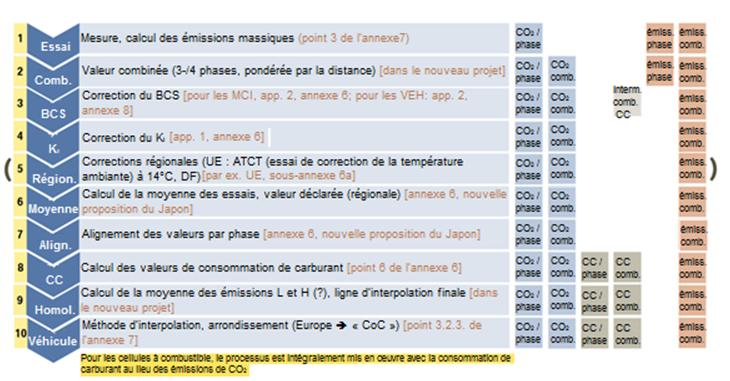 1 Essai Mesure, calcul des émissions massiques (point 3 de l'annexe7) CO₂ / phase émiss. phase émiss. comb.
2 Comb. Valeur combinée (3-/4 phases, pondérée par la distance) [dans le nouveau projet] CO₂ / phase CO₂ comb. émiss. phase émiss. comb.
3 BCS Correction du BCS [pour les MCI, app. 2, annexe 6; pour les VEH: app. 2, annexe 8] CO₂ / phase CO₂ comb. Interm. comb. CC émiss. comb.
4 Kᵢ Correction du Kᵢ [app. 1, annexe 6] CO₂ / phase CO₂ comb. émiss. comb.
( 5 Région. Corrections régionales (UE : ATCT (essai de correction de la température ambiante) à 14°C, DF)[par ex. UE, sous-annexe 6a] CO₂ / phase CO₂ comb. émiss. comb. )
6 Moyenne Calcul de la moyenne des essais, valeur déclarée (régionale) [annexe 6, nouvelle proposition du Japon] CO₂ / phase CO₂ comb. émiss. comb.
7 Align. Alignement des valeurs par phase [annexe 6, nouvelle proposition du Japon] CO₂ / phase CO₂ comb. émiss. comb.
8 CC Calcul des valeurs de consommation de carburant [point 6 de l'annexe 6] CO₂ / phase CO₂ comb. CC / phase CC comb. émiss. comb.
9 Homol. Calcul de la moyenne des émissions L et H (?), ligne d'interpolation finale [dans le nouveau projet] CO₂ / phase CO₂ comb. CC / phase CC comb. émiss. comb.
10 Véhicule Méthode d'interpolation, arrondissement (Europe ➔ « CoC ») [point 3.2.3. de l'annexe 7] CO₂ / phase CO₂ comb. CC / phase CC comb. émiss. comb.
Pour les cellules à combustible, le processus est intégralement mis en œuvre avec la consommation de
carburant au lieu des émissions de CO₂